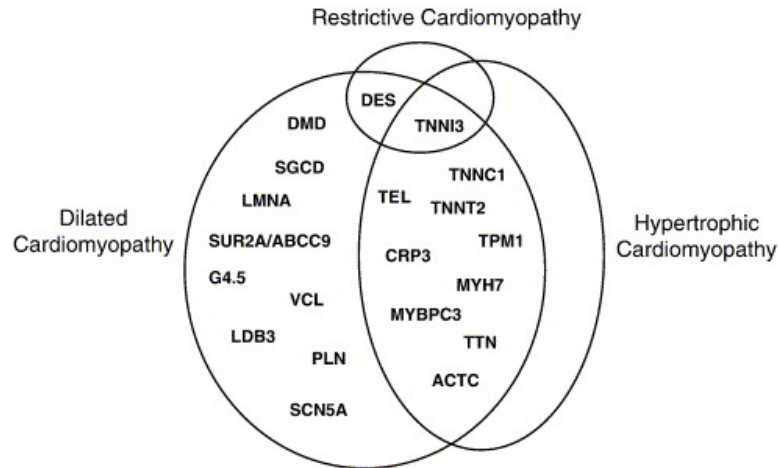 Restrictive Cardiomyopathy
DES
DMD
TNNI3
SGCD
TNNC1
LMNA
TEL
TNNT2
Dilated
Cardiomyopathy
SUR2A/ABCC9
TPM1
Hypertrophic
Cardiomyopathy
CRP3
G4.5
MYH7
VCL
MYBPC3
LDB3
TTN
PLN
ACTC
SCN5A